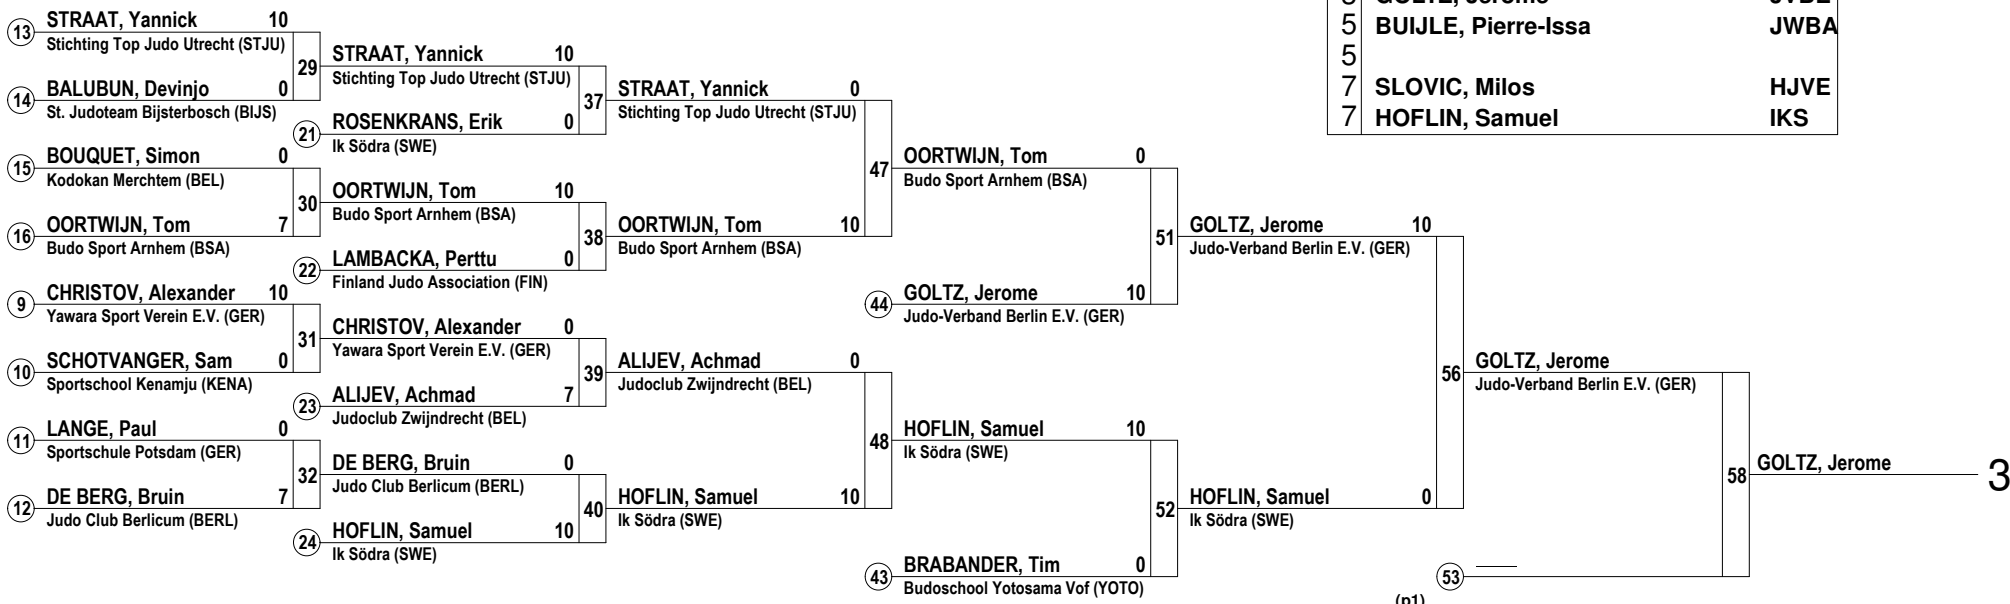 3 GOLTZ, Jerome JVBE
5 BUIJLE, Pierre-Issa JWBA
5
7 SLOVIC, Milos HJVE
7 HOFLIN, Samuel IKS
13 STRAAT, Yannick 10
Stichting Top Judo Utrecht (STJU)
29
14 BALUBUN, Devinjo 0
St. Judoteam Bijsterbosch (BIJS)
15 BOUQUET, Simon 0
Kodokan Merchtem (BEL)
30
16 OORTWIJN, Tom 7
Budo Sport Arnhem (BSA)
9 CHRISTOV, Alexander 10
Yawara Sport Verein E.V. (GER)
31
10 SCHOTVANGER, Sam 0
Sportschool Kenamju (KENA)
11 LANGE, Paul 0
Sportschule Potsdam (GER)
32
12 DE BERG, Bruin 7
Judo Club Berlicum (BERL)
STRAAT, Yannick 10
Stichting Top Judo Utrecht (STJU)
37
21 ROSENKRANS, Erik 0
Ik Södra (SWE)
OORTWIJN, Tom 10
Budo Sport Arnhem (BSA)
38
22 LAMBACKA, Perttu 0
Finland Judo Association (FIN)
CHRISTOV, Alexander 0
Yawara Sport Verein E.V. (GER)
39
23 ALIJEV, Achmad 7
Judoclub Zwijndrecht (BEL)
DE BERG, Bruin 0
Judo Club Berlicum (BERL)
40
24 HOFLIN, Samuel 10
Ik Södra (SWE)
STRAAT, Yannick 0
Stichting Top Judo Utrecht (STJU)
47
OORTWIJN, Tom 10
Budo Sport Arnhem (BSA)
ALIJEV, Achmad 0
Judoclub Zwijndrecht (BEL)
48
HOFLIN, Samuel 10
Ik Södra (SWE)
OORTWIJN, Tom 0
Budo Sport Arnhem (BSA)
51
44 GOLTZ, Jerome 10
Judo-Verband Berlin E.V. (GER)
HOFLIN, Samuel 10
Ik Södra (SWE)
52
43 BRABANDER, Tim 0
Budoschool Yotosama Vof (YOTO)
GOLTZ, Jerome 10
Judo-Verband Berlin E.V. (GER)
56
HOFLIN, Samuel 0
Ik Södra (SWE)
GOLTZ, Jerome
Judo-Verband Berlin E.V. (GER)
58
53
(p1)
GOLTZ, Jerome 3